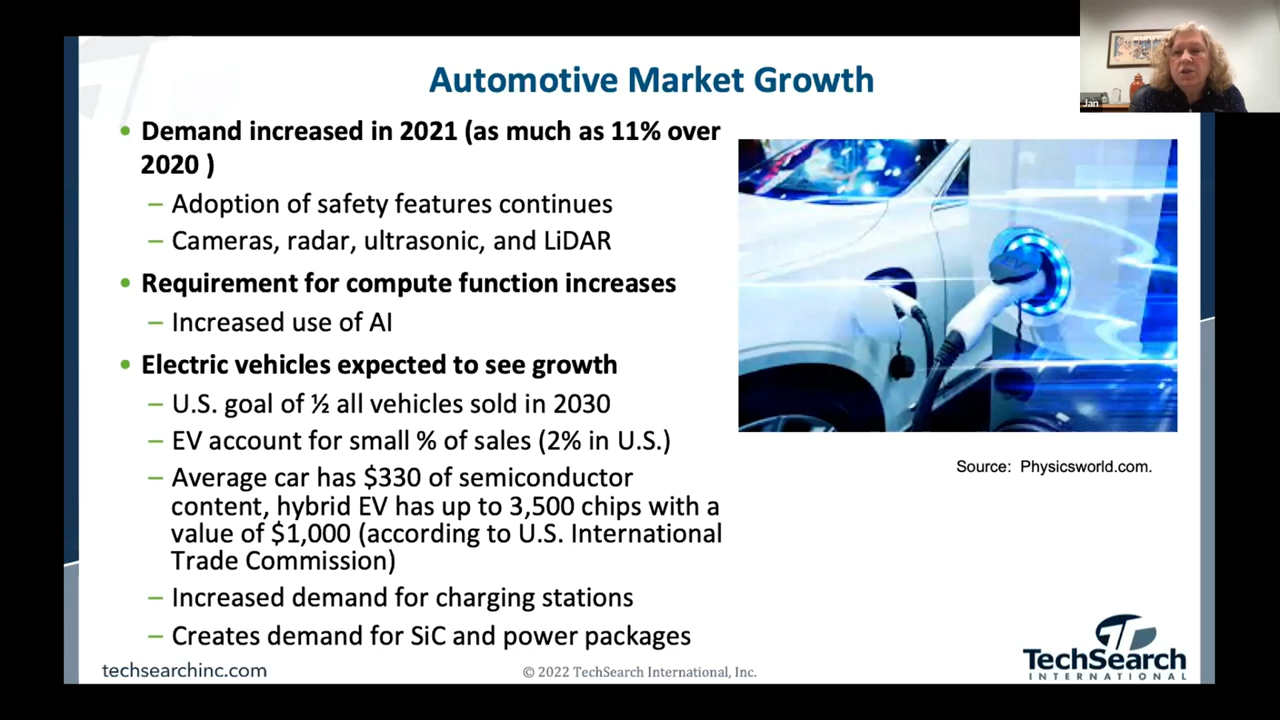 Automotive Market Growth
Jan
• Demand increased in 2021 (as much as 11% over
2020 )
– Adoption of safety features continues
– Cameras, radar, ultrasonic, and LiDAR
• Requirement for compute function increases
– Increased use of AI
• Electric vehicles expected to see growth
– U.S. goal of ½ all vehicles sold in 2030
– EV account for small % of sales (2% in U.S.)
– Average car has $330 of semiconductor
content, hybrid EV has up to 3,500 chips with a
value of $1,000 (according to U.S. International
Trade Commission)
– Increased demand for charging stations
– Creates demand for SiC and power packages
EV
Source: Physicsworld.com.
techsearchinc.com
© 2022 TechSearch International, Inc.
TechSearch
INTERNATIONAL